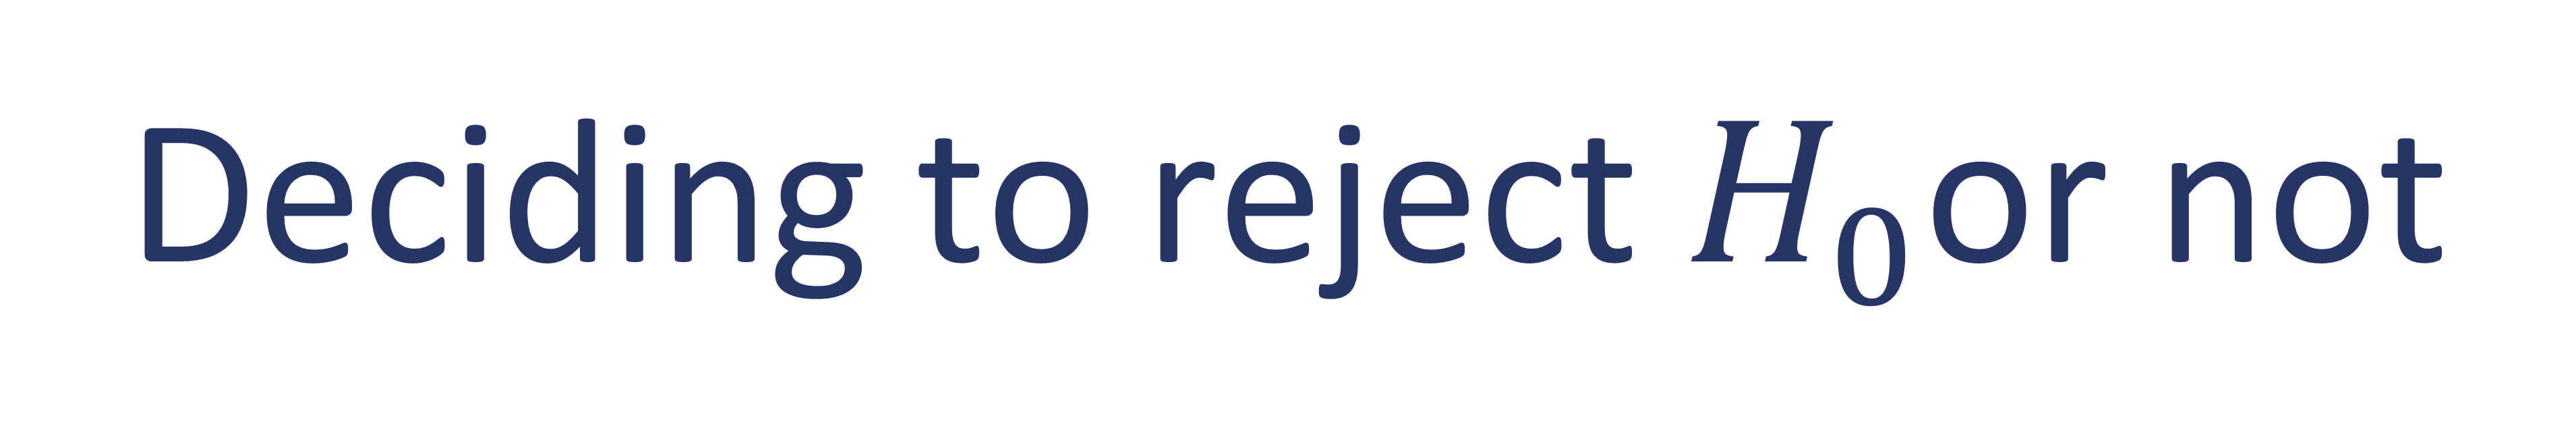 Deciding to reject H₀ or not